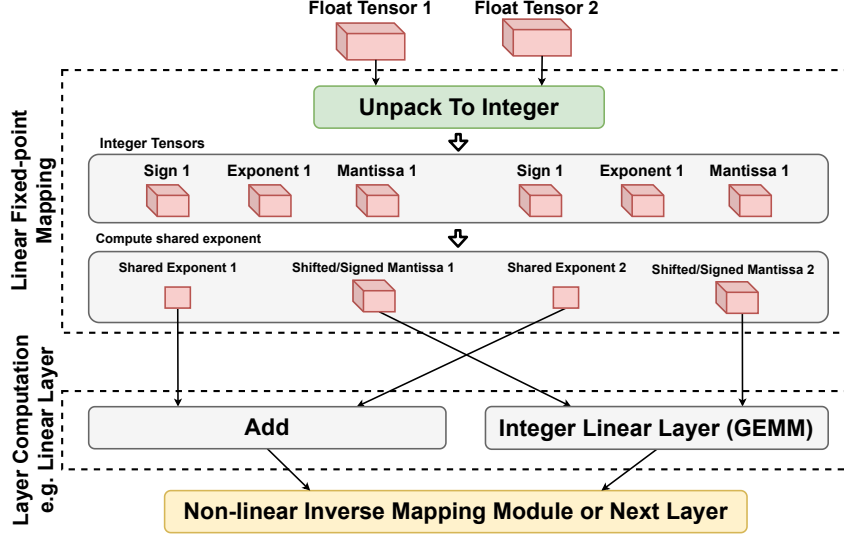 Float Tensor 1
Float Tensor 2
Linear Fixed-point
Mapping
Unpack To Integer
Integer Tensors
Sign 1
Exponent 1
Mantissa 1
Sign 1
Exponent 1
Mantissa 1
Compute shared exponent
Shared Exponent 1
Shifted/Signed Mantissa 1
Shared Exponent 2
Shifted/Signed Mantissa 2
Layer Computation
e.g. Linear Layer
Add
Integer Linear Layer (GEMM)
Non-linear Inverse Mapping Module or Next Layer